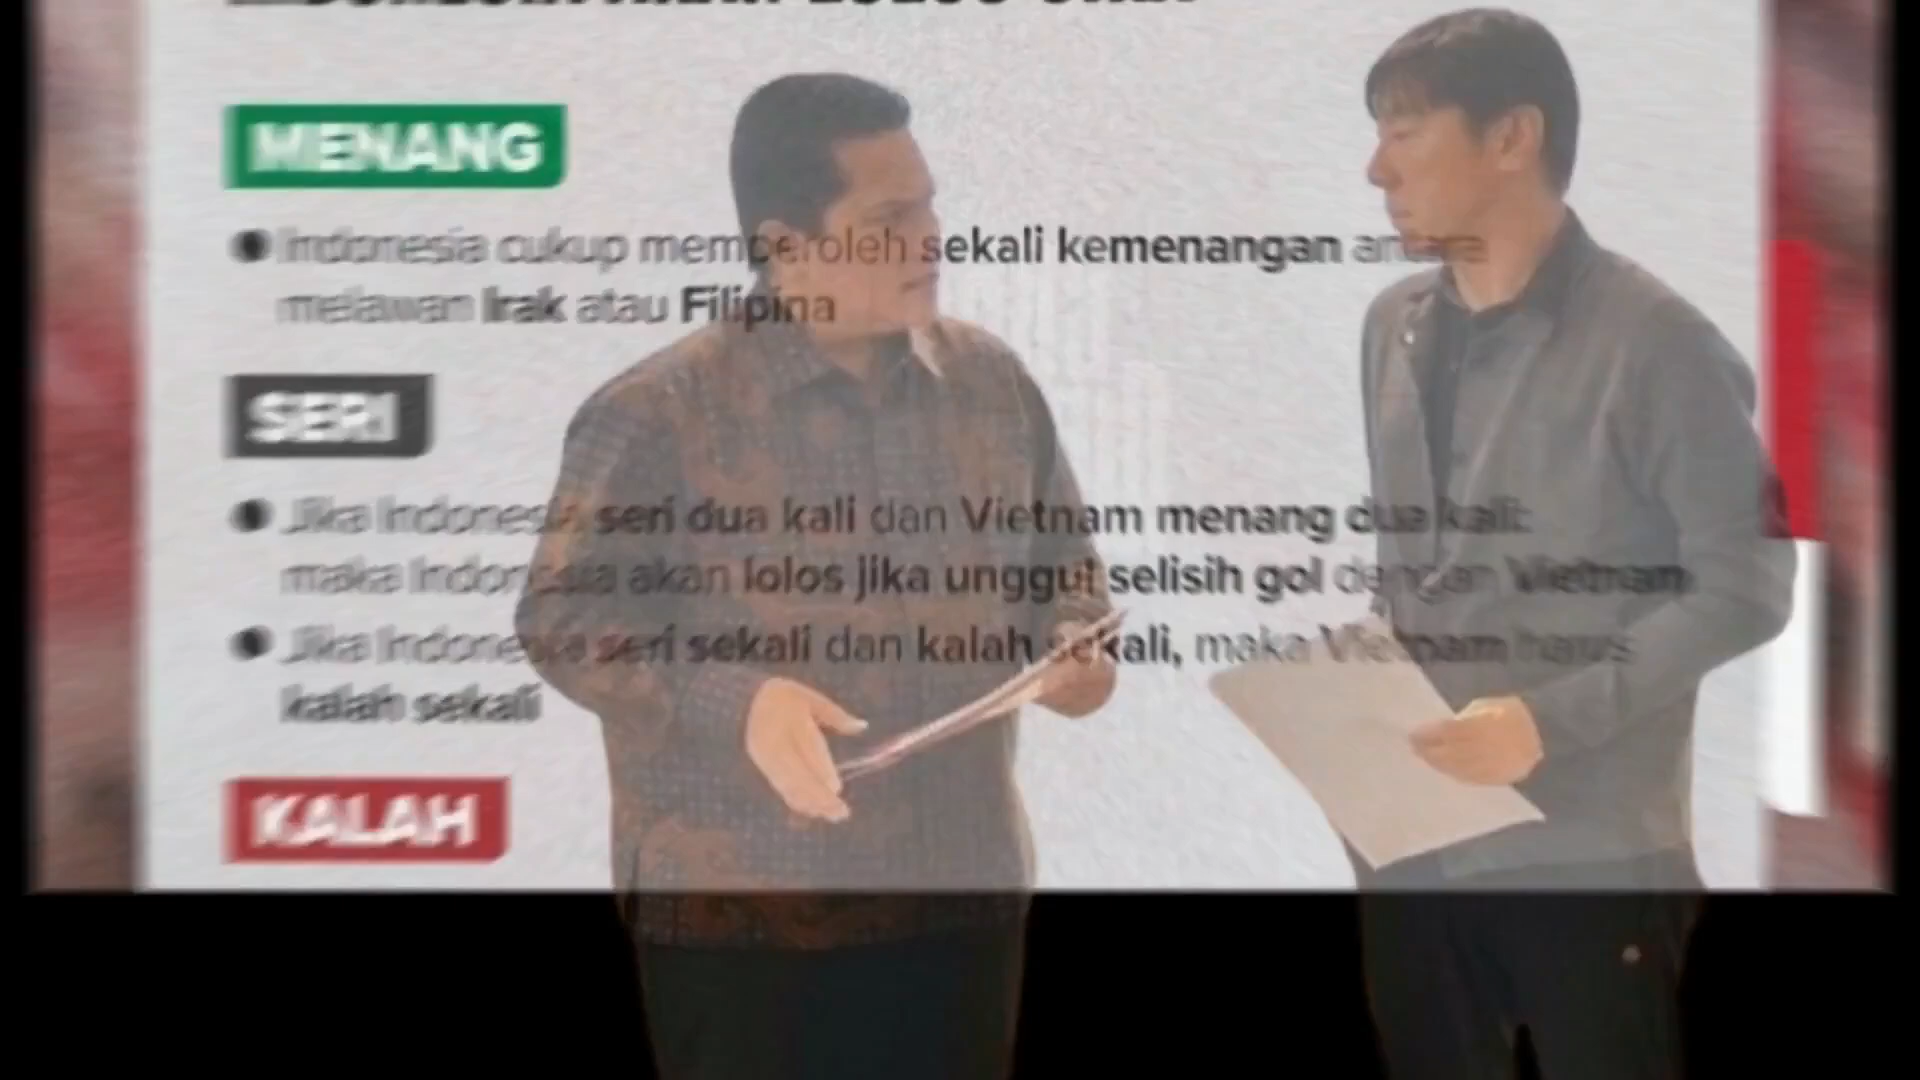 MENANG
Indonesia cukup memperoleh sekali kemenangan antara
melawan Irak atau Filipina
SERI
Jika Indonesia seri dua kali dan Vietnam menang dua kali:
maka Indonesia akan lolos jika unggul selisih gol dengan Vietnam
Jika Indonesia seri sekali dan kalah sekali, maka Vietnam harus
kalah sekali
KALAH